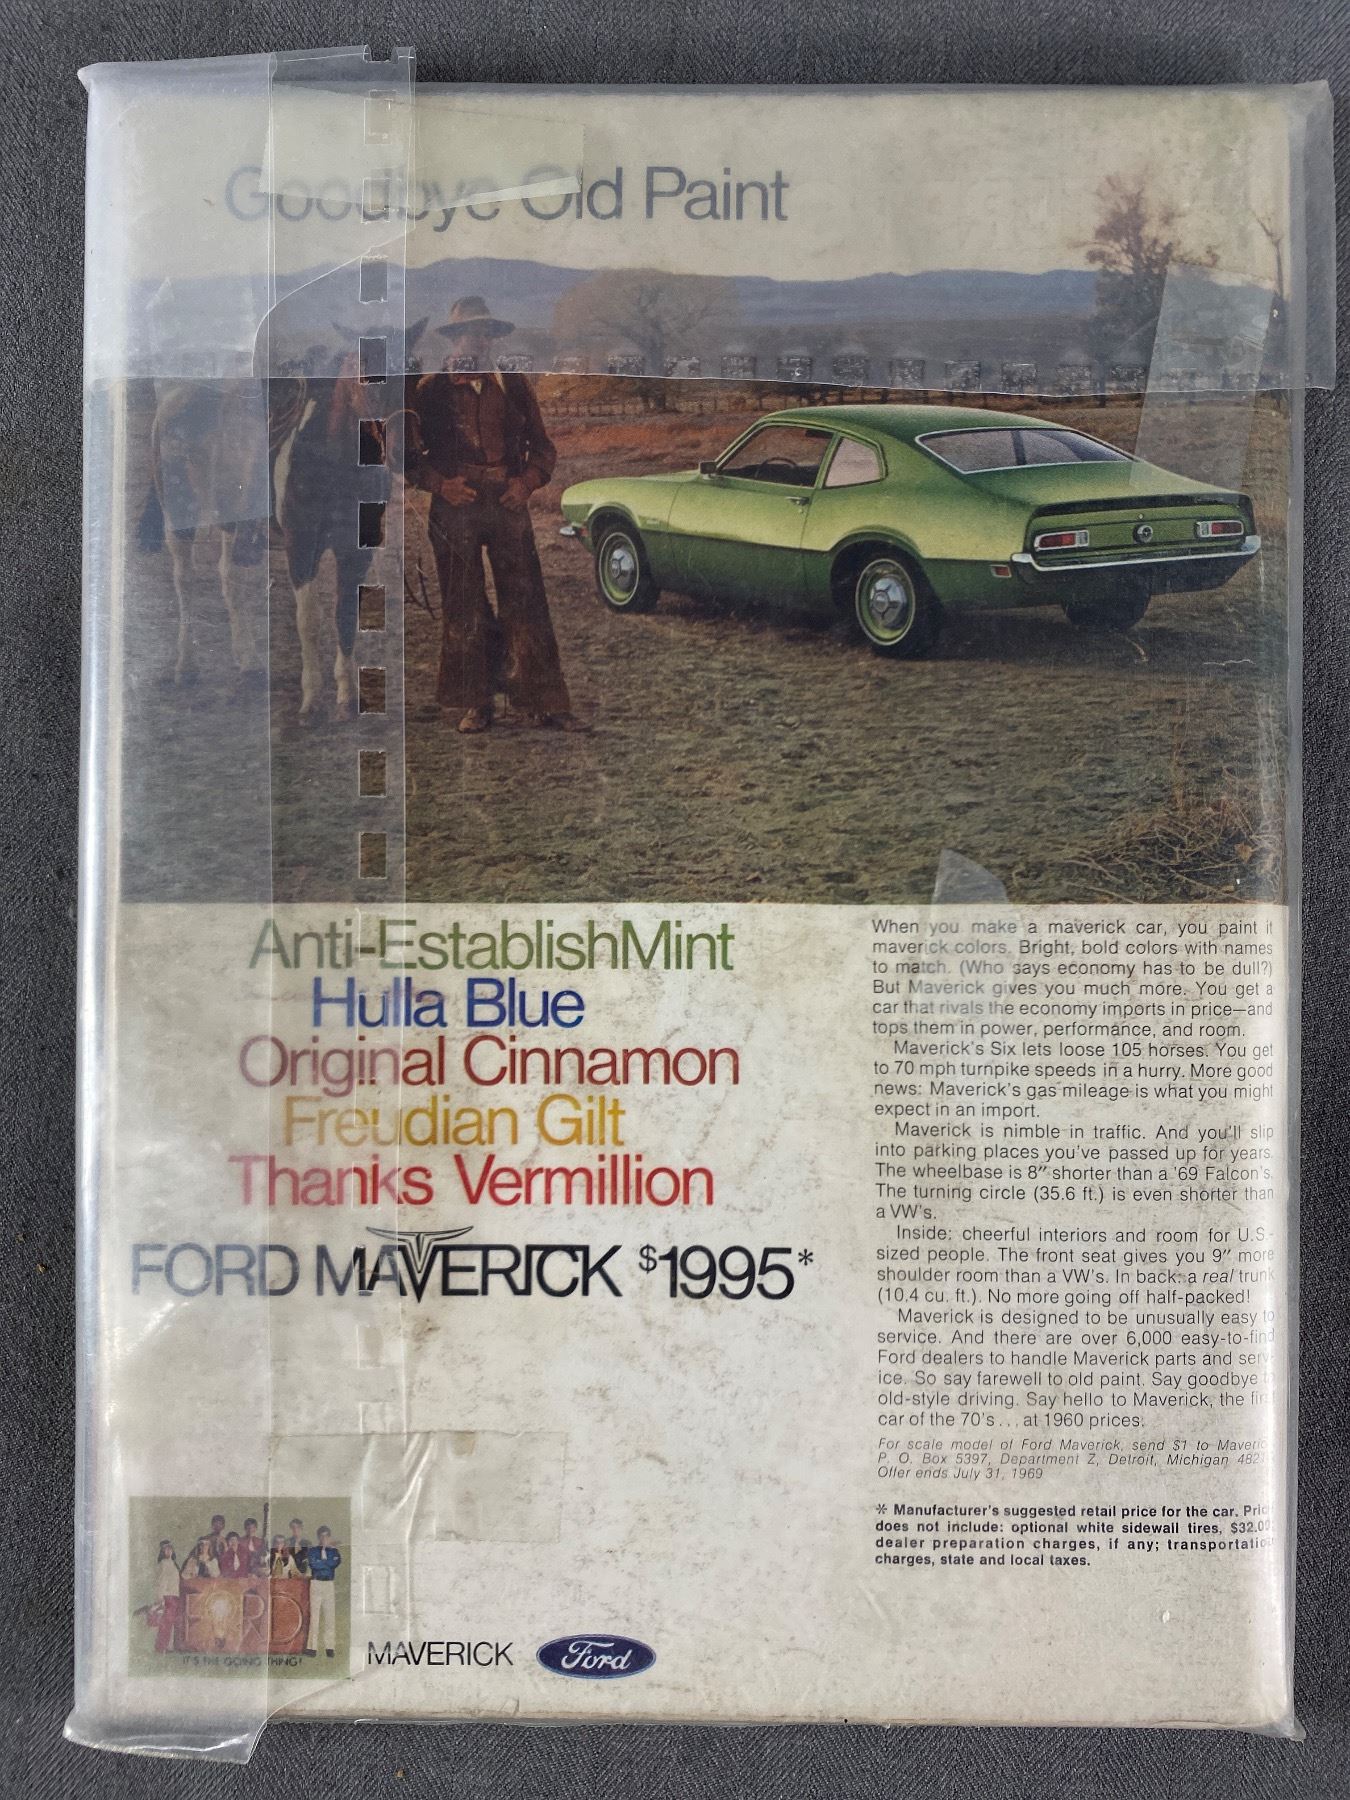 Goodbye Old Paint
Anti-EstablishMint
Hulla Blue
Original Cinnamon
Freudian Gilt
Thanks Vermillion
FORD MAVERICK $1995*
When you make a maverick car, you paint it
maverick colors. Bright, bold colors with names
to match. (Who says economy has to be dull?)
But Maverick gives you much more. You get a
car that rivals the economy imports in price—and
tops them in power, performance, and room.
Maverick's Six lets loose 105 horses. You get
to 70 mph turnpike speeds in a hurry. More good
news: Maverick's gas mileage is what you might
expect in an import.
Maverick is nimble in traffic. And you'll slip
into parking places you've passed up for years.
The wheelbase is 8" shorter than a '69 Falcon's.
The turning circle (35.6 ft.) is even shorter than
a VW's.
Inside: cheerful interiors and room for U.S.-
sized people. The front seat gives you 9" more
shoulder room than a VW's. In back: a real trunk
(10.4 cu. ft.). No more going off half-packed!
Maverick is designed to be unusually easy to
service. And there are over 6,000 easy-to-find
Ford dealers to handle Maverick parts and serv-
ice. So say farewell to old paint. Say goodbye
old-style driving. Say hello to Maverick, the
car of the 70's... at 1960 prices.
For scale model of Ford Maverick, send $1 to
P. O. Box 5397, Department Z, Detroit, Michigan
Offer ends July 31, 1969
* Manufacturer's suggested retail price for the car.
does not include: optional white sidewall tires,
dealer preparation charges, if any;
charges, state and local taxes.
FORD
IT'S THE GOING THING!
MAVERICK Ford